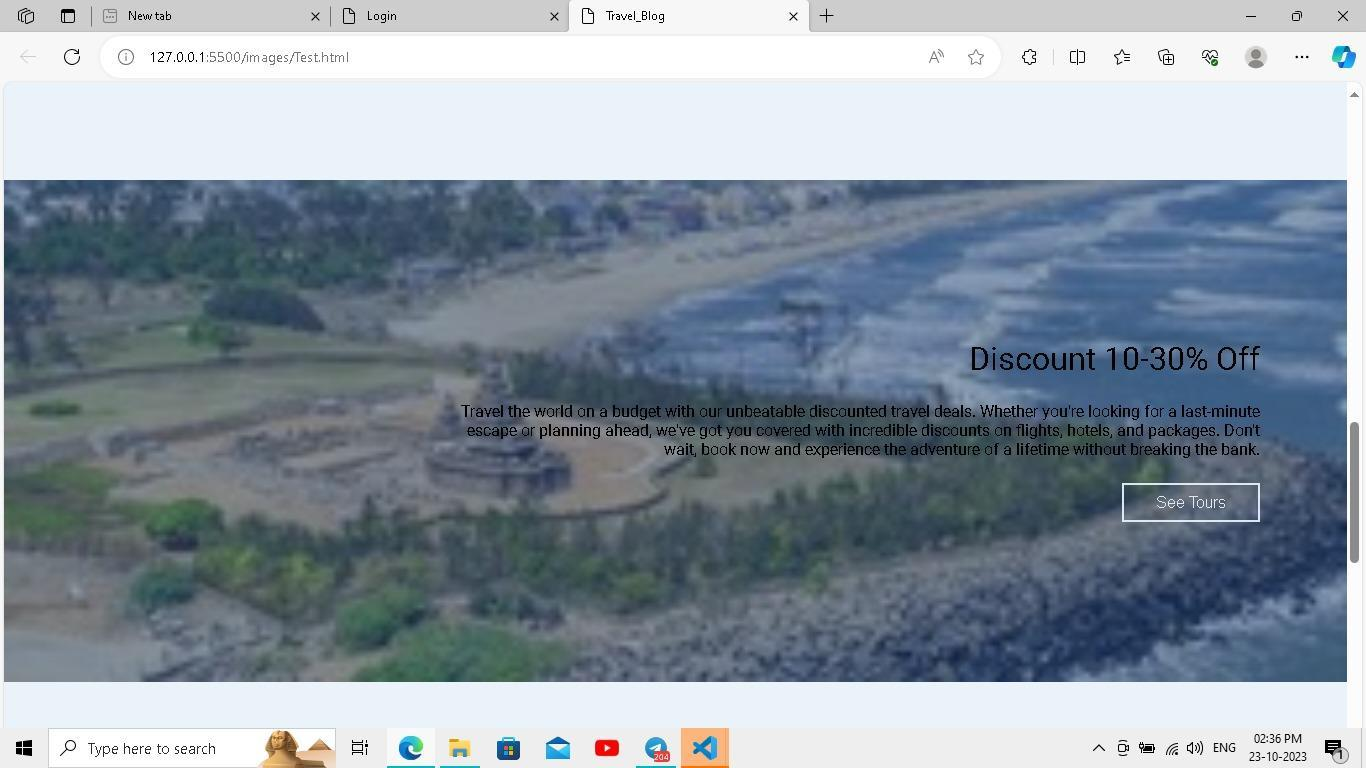 New tab
Login
Travel_Blog
127.0.0.1:5500/images/Test.html
Discount 10-30% Off
Travel the world on a budget with our unbeatable discounted travel deals. Whether you're looking for a last-minute
escape or planning ahead, we've got you covered with incredible discounts on flights, hotels, and packages. Don't
wait, book now and experience the adventure of a lifetime without breaking the bank.
See Tours
Type here to search
204
ENG
02:36 PM
23-10-2023
1